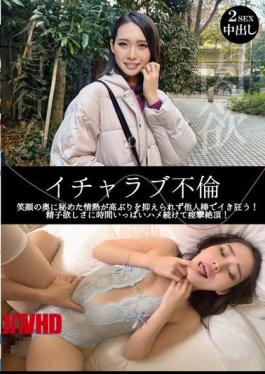 2SEX
中出し
イチャラブ不倫
笑顔の奥に秘めた情熱が高ぶりを抑えられず他人棒でイき狂う！
精子欲しさに時間いっぱいハメ続けて痙攣絶頂！
JAVHD